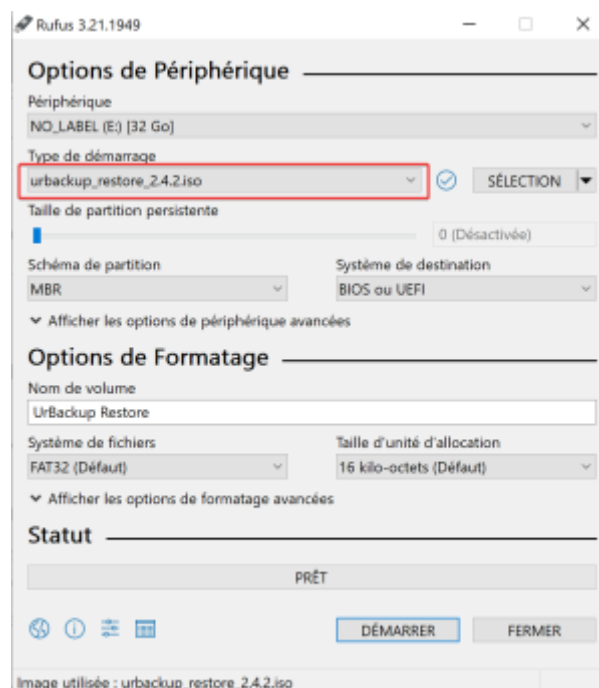 Rufus 3.21.1949
Options de Périphérique
Périphérique
NO_LABEL (E:) [32 Go]
Type de démarrage
urbackup_restore_2.4.2.iso
SÉLECTION
Taille de partition persistente
0 (Désactivée)
Schéma de partition Système de destination
MBR BIOS ou UEFI
Afficher les options de périphérique avancées
Options de Formatage
Nom de volume
UrBackup Restore
Système de fichiers Taille d'unité d'allocation
FAT32 (Défaut) 16 kilo-octets (Défaut)
Afficher les options de formatage avancées
Statut
PRÊT
DÉMARRER FERMER
Image utilisée : urbackup_restore_2.4.2.iso